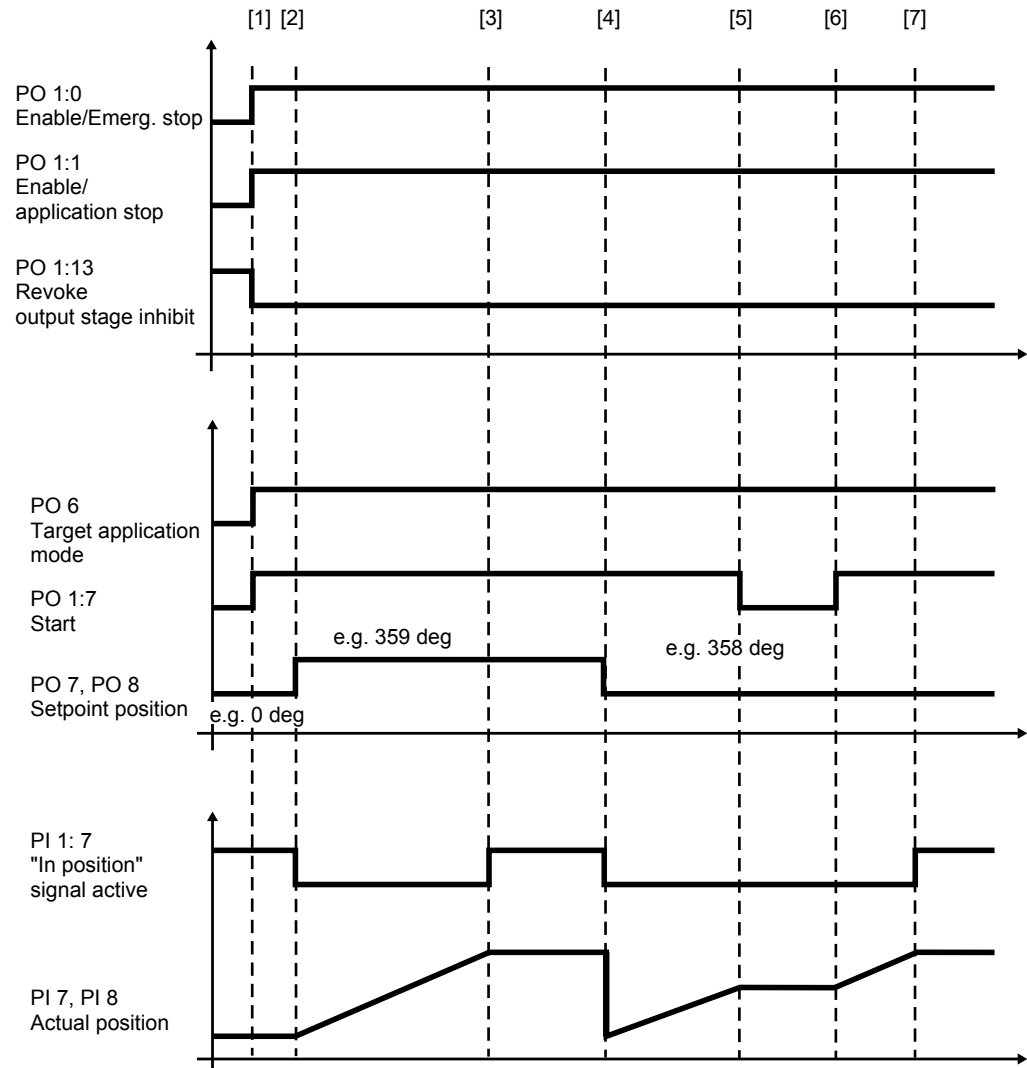 [1] [2] [3] [4] [5] [6] [7]
PO 1:0
Enable/Emerg. stop
PO 1:1
Enable/
application stop
PO 1:13
Revoke
output stage inhibit
PO 6
Target application
mode
PO 1:7
Start
e.g. 359 deg
e.g. 358 deg
PO 7, PO 8
Setpoint position
e.g. 0 deg
PI 1: 7
"In position"
signal active
PI 7, PI 8
Actual position